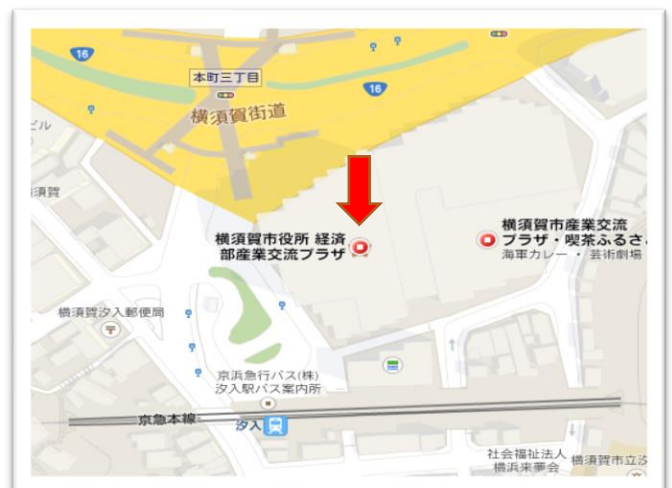 16
本町三丁目
16
横須賀街道
ビル
須賀
横須賀市役所 経済
部産業交流プラザ
横須賀市産業交流
プラザ・喫茶ふるさ
海軍カレー ・ 芸術劇場
横須賀汐入郵便局
京浜急行バス(株)
汐入駅バス案内所
京急本線
汐入
社会福祉法人
横浜来夢会
横須賀市立汐